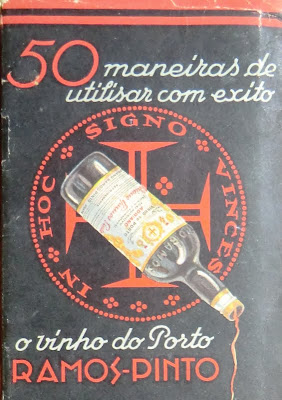 50 maneiras de
utilisar com exito
IN HOC SIGNO VINCES
o vinho do Porto
RAMOS-PINTO